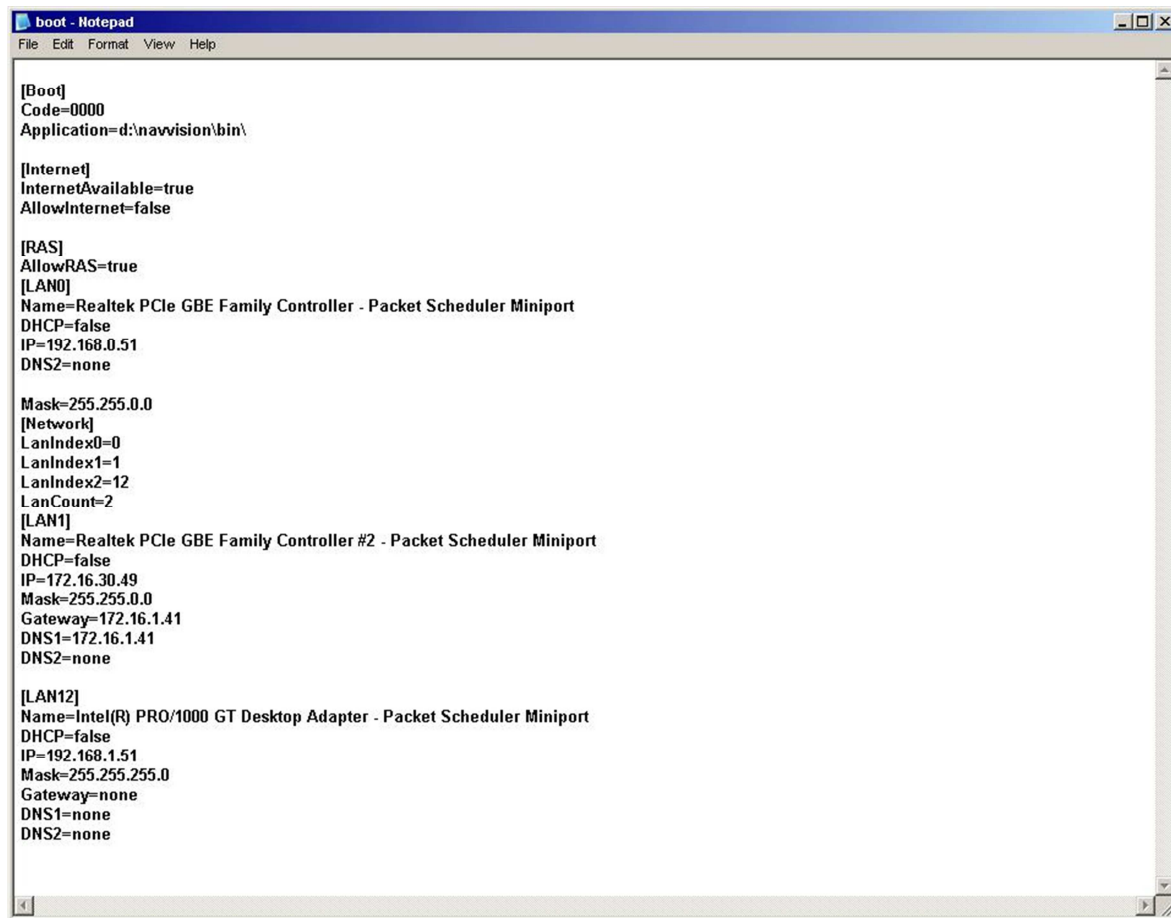 boot - Notepad
File Edit Format View Help
[Boot]
Code=0000
Application=d:\navvision\bin\
[Internet]
InternetAvailable=true
AllowInternet=false
[RAS]
AllowRAS=true
[LAN0]
Name=Realtek PCIe GBE Family Controller - Packet Scheduler Miniport
DHCP=false
IP=192.168.0.51
DNS2=none
Mask=255.255.0.0
[Network]
LanIndex0=0
LanIndex1=1
LanIndex2=12
LanCount=2
[LAN1]
Name=Realtek PCIe GBE Family Controller #2 - Packet Scheduler Miniport
DHCP=false
IP=172.16.30.49
Mask=255.255.0.0
Gateway=172.16.1.41
DNS1=172.16.1.41
DNS2=none
[LAN12]
Name=Intel(R) PRO/1000 GT Desktop Adapter - Packet Scheduler Miniport
DHCP=false
IP=192.168.1.51
Mask=255.255.255.0
Gateway=none
DNS1=none
DNS2=none